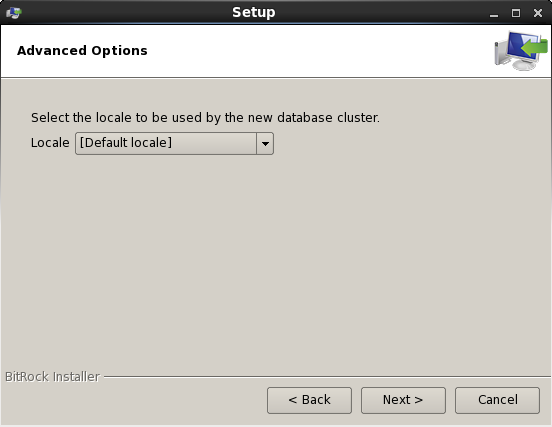 Setup
Advanced Options
Select the locale to be used by the new database cluster.
Locale [Default locale]
BitRock Installer
< Back Next > Cancel